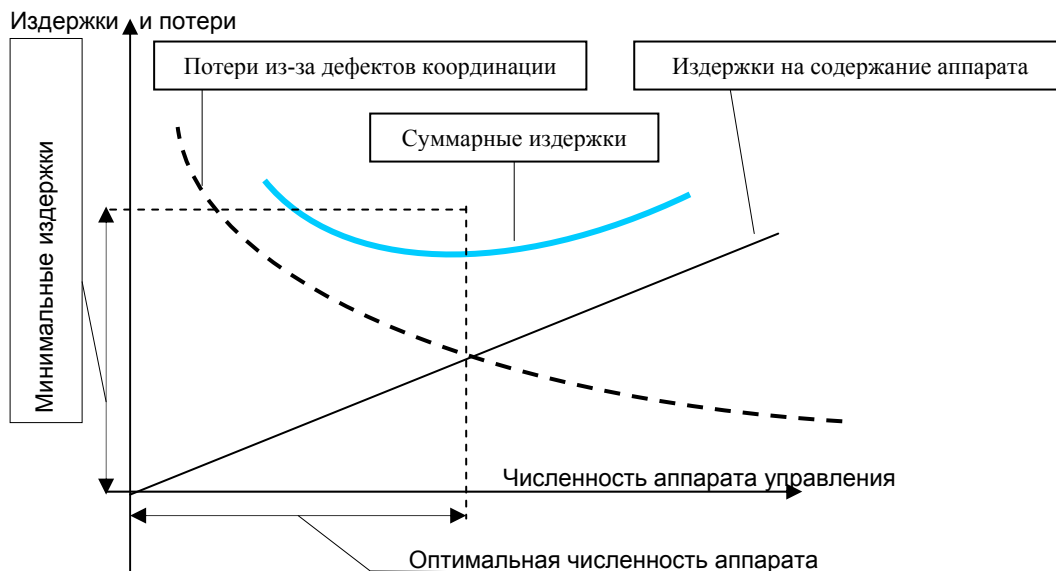 Издержки и потери
Потери из-за дефектов координации
Издержки на содержание аппарата
Суммарные издержки
Минимальные издержки
Численность аппарата управления
Оптимальная численность аппарата